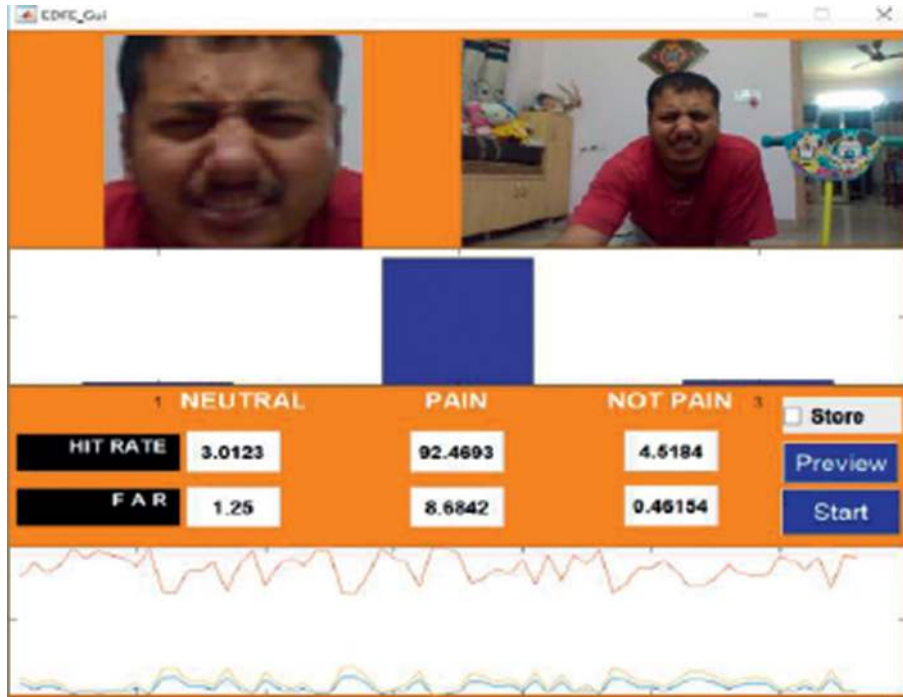 EDFE_Gui
1 NEUTRAL PAIN NOT PAIN 3
Store
HIT RATE 3.0123 92.4693 4.5184
Preview
F A R 1.25 8.6842 0.46154
Start